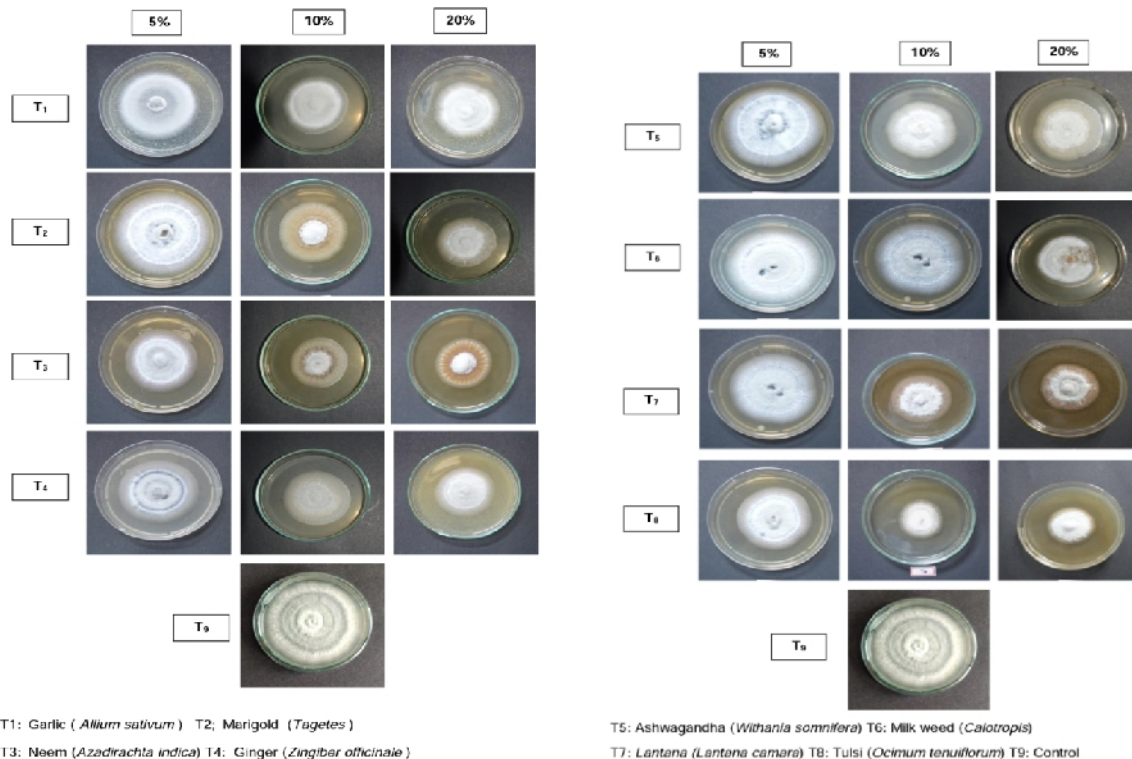 5% 10% 20%
T1
T2
T3
T4
T9
T1: Garlic ( Allium sativum ) T2; Marigold (Tagetes )
T3: Neem (Azadirachta indica) T4: Ginger (Zingiber officinale )
5% 10% 20%
T5
T6
T7
T8
T9
T5: Ashwagandha (Withania somnifera) T6: Milk weed (Calotropis)
T7: Lantana (Lantana camara) T8: Tulsi (Ocimum tenuiflorum) T9: Control